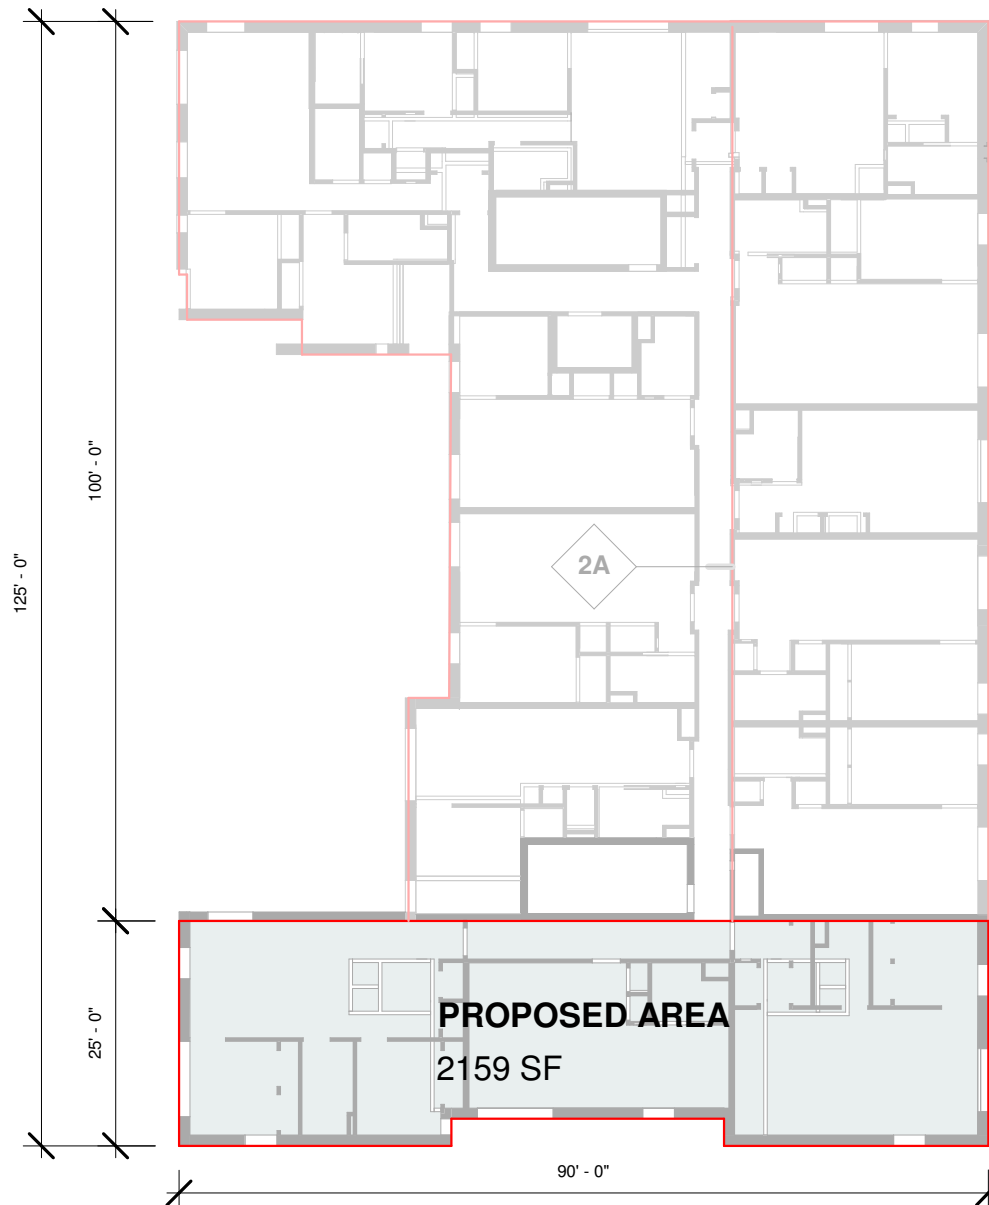 100' - 0"
125' - 0"
2A
25' - 0"
PROPOSED AREA
2159 SF
90' - 0"